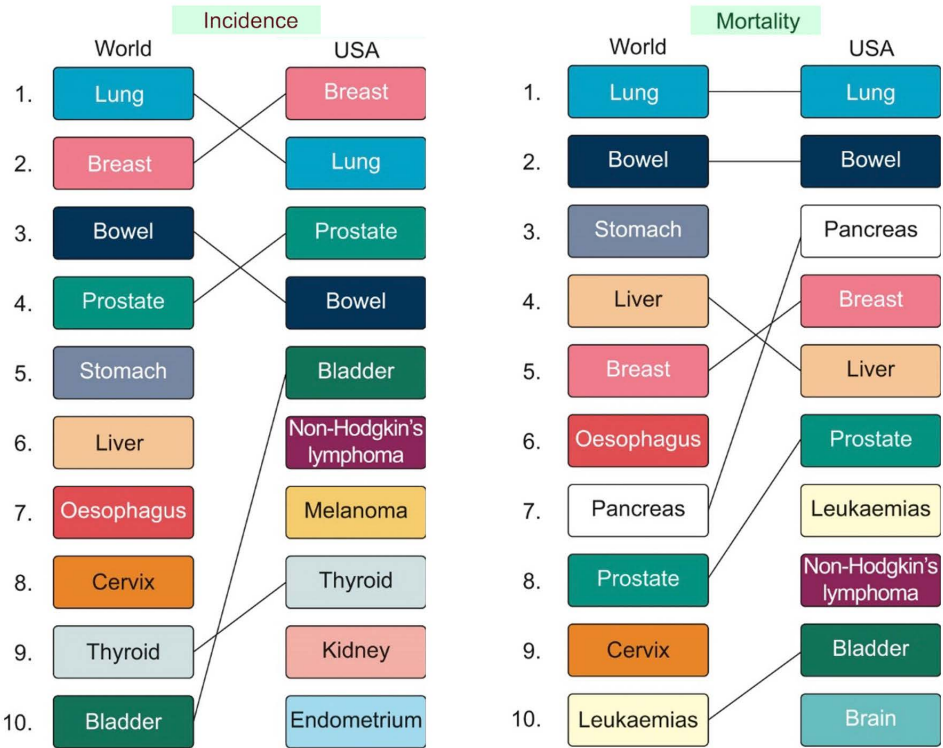 Incidence
World USA
1. Lung Breast
2. Breast Lung
3. Bowel Prostate
4. Prostate Bowel
5. Stomach Bladder
6. Liver Non-Hodgkin's
lymphoma
7. Oesophagus Melanoma
8. Cervix Thyroid
9. Thyroid Kidney
10. Bladder Endometrium
Mortality
World USA
1. Lung Lung
2. Bowel Bowel
3. Stomach Pancreas
4. Liver Breast
5. Breast Liver
6. Oesophagus Prostate
7. Pancreas Leukaemias
8. Prostate Non-Hodgkin's
lymphoma
9. Cervix Bladder
10. Leukaemias Brain